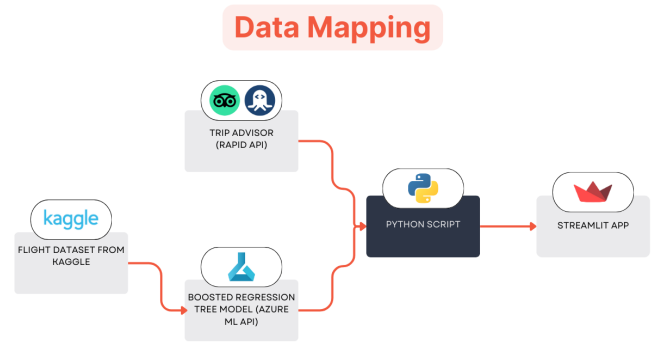 Data Mapping
TRIP ADVISOR
(RAPID API)
kaggle
FLIGHT DATASET FROM
KAGGLE
BOOSTED REGRESSION
TREE MODEL (AZURE
ML API)
PYTHON SCRIPT
STREAMLIT APP